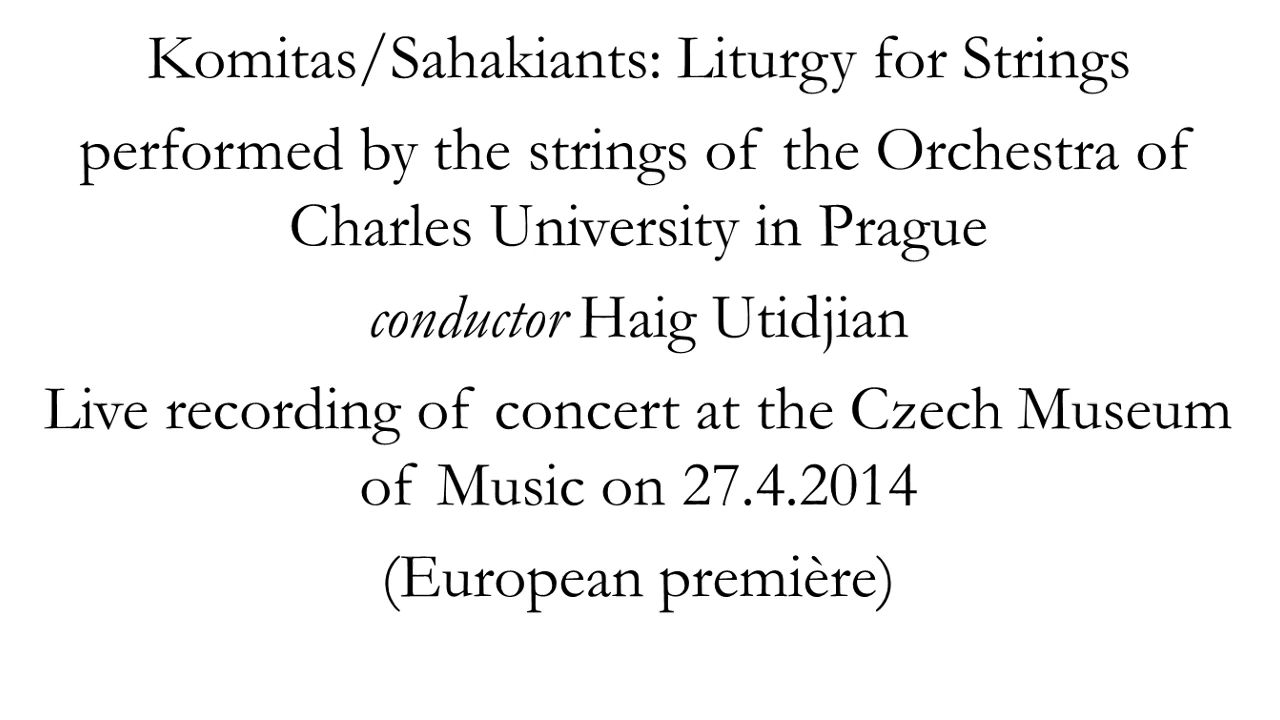 Komitas/Sahakiants: Liturgy for Strings
performed by the strings of the Orchestra of
Charles University in Prague
conductor Haig Utidjian
Live recording of concert at the Czech Museum
of Music on 27.4.2014
(European première)